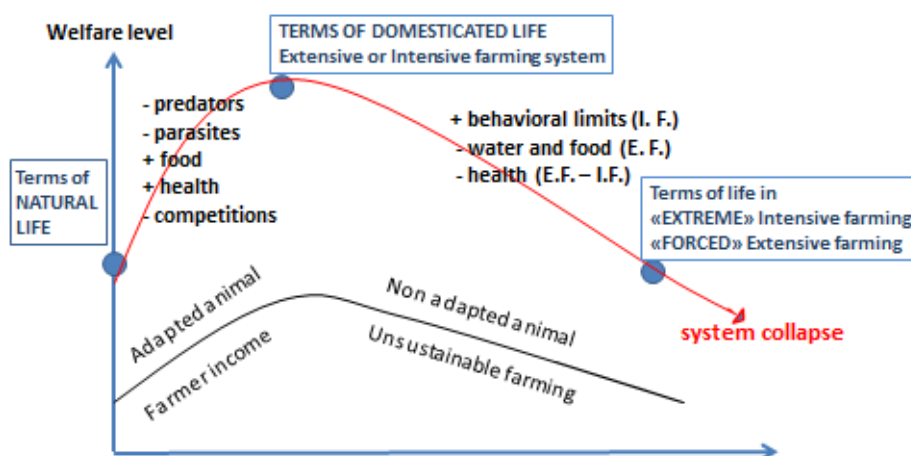 Welfare level
TERMS OF DOMESTICATED LIFE
Extensive or Intensive farming system
- predators
- parasites
+ food
+ health
- competitions
+ behavioral limits (I. F.)
- water and food (E. F.)
- health (E.F. – I.F.)
Terms of
NATURAL
LIFE
Terms of life in
«EXTREME» Intensive farming
«FORCED» Extensive farming
system collapse
Adapted animal
Farmer income
Non adapted animal
Unsustainable farming